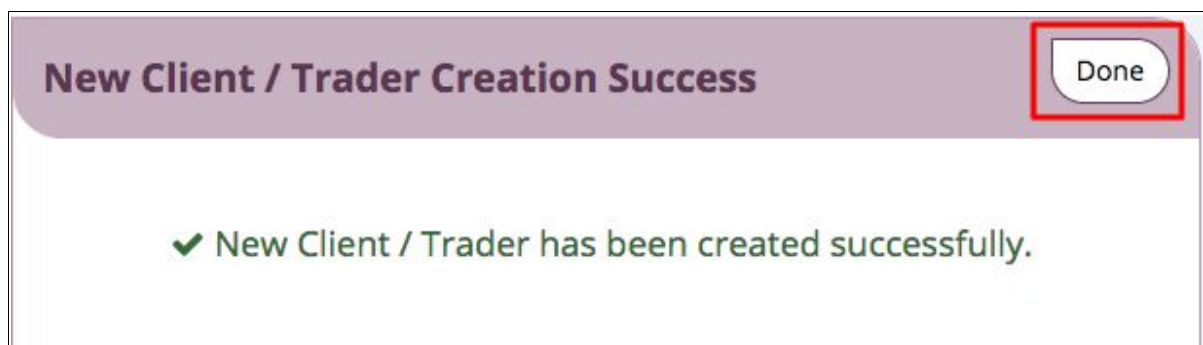 New Client / Trader Creation Success
Done
✔ New Client / Trader has been created successfully.